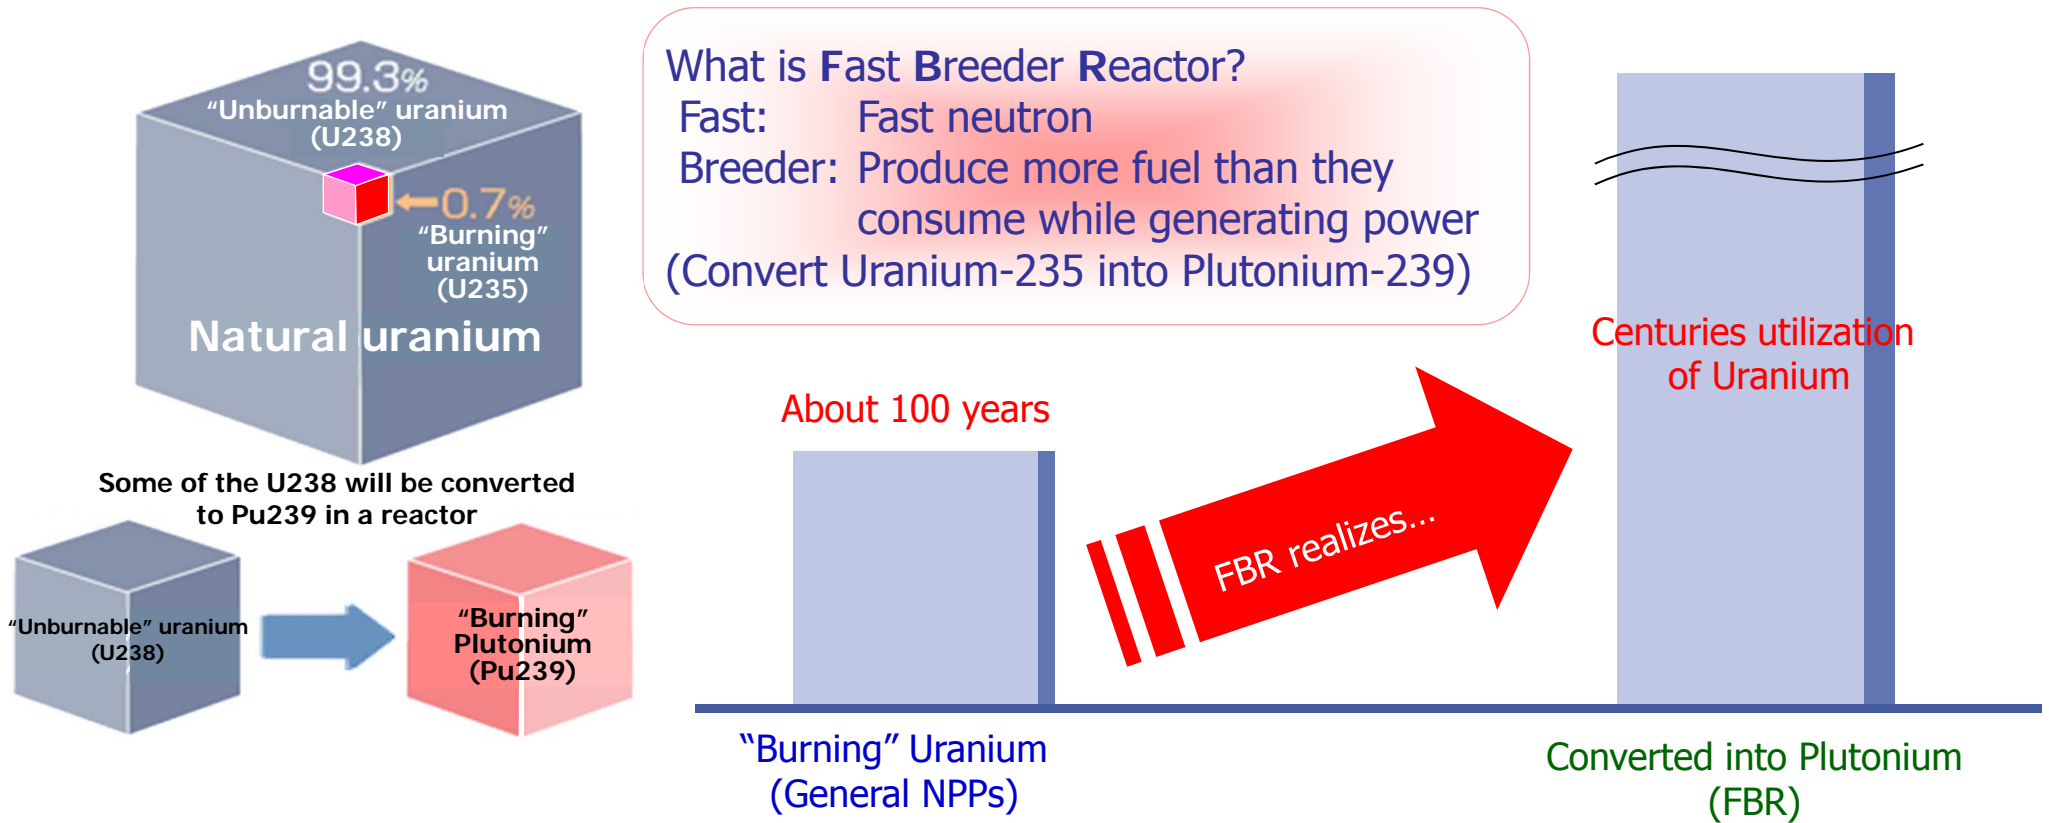 99.3%
“Unburnable” uranium
(U238)
0.7%
“Burning”
uranium
(U235)
Natural uranium
Some of the U238 will be converted
to Pu239 in a reactor
“Unburnable” uranium
(U238)
“Burning”
Plutonium
(Pu239)
What is Fast Breeder Reactor?
Fast: Fast neutron
Breeder: Produce more fuel than they
consume while generating power
(Convert Uranium-235 into Plutonium-239)
About 100 years
FBR realizes...
Centuries utilization
of Uranium
“Burning” Uranium
(General NPPs)
Converted into Plutonium
(FBR)